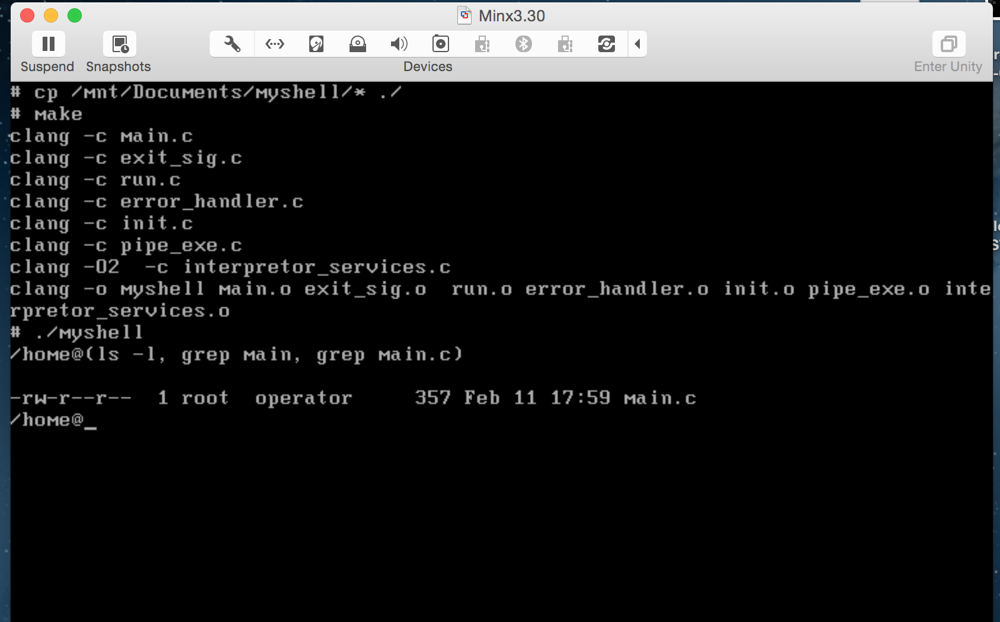 Minx3.30
Suspend
Snapshots
Devices
Enter Unity
# cp /mnt/Documents/myshell/* ./
# make
clang -c main.c
clang -c exit_sig.c
clang -c run.c
clang -c error_handler.c
clang -c init.c
clang -c pipe_exe.c
clang -O2  -c interpretor_services.c
clang -o myshell main.o exit_sig.o  run.o error_handler.o init.o pipe_exe.o inte
rpretor_services.o
# ./myshell
/home@(ls -l, grep main, grep main.c)
-rw-r--r--  1 root  operator     357 Feb 11 17:59 main.c
/home@_